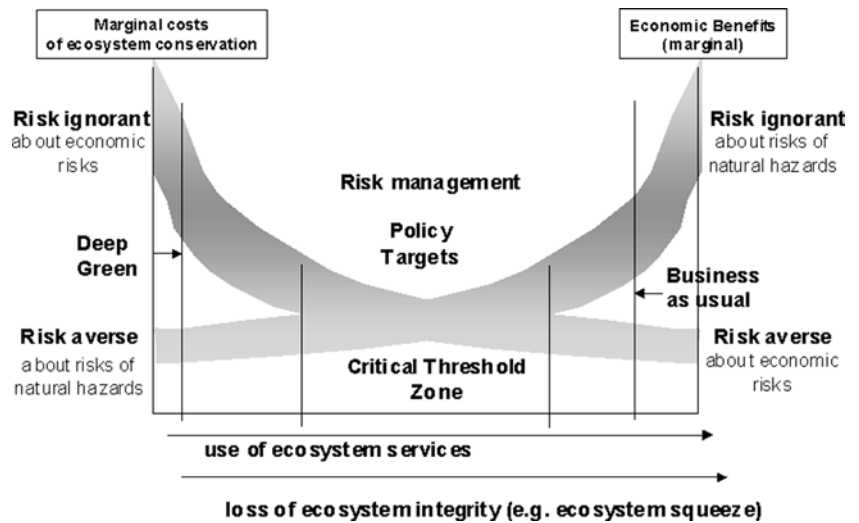 Marginal costs
of ecosystem conservation
Economic Benefits
(marginal)
Risk ignorant
about economic
risks
Risk ignorant
about risks of
natural hazards
Risk management
Policy
Targets
Deep
Green
Business
as usual
Risk averse
about risks of
natural hazards
Risk averse
about economic
risks
Critical Threshold
Zone
use of ecosystem services
loss of ecosystem integrity (e.g. ecosystem squeeze)